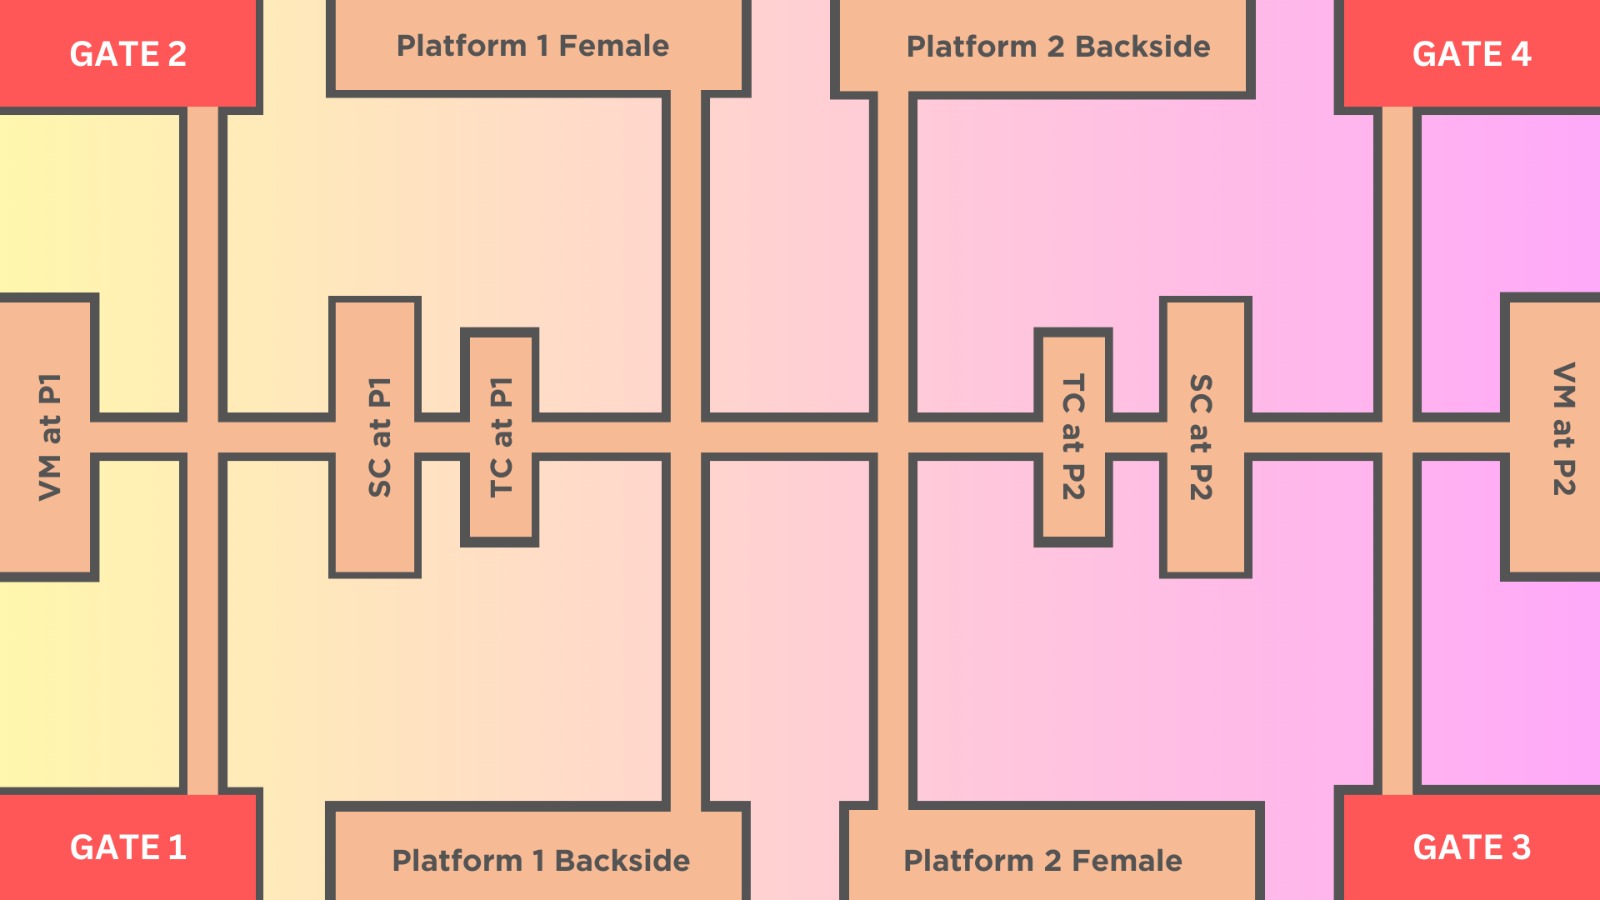 GATE 2
Platform 1 Female
Platform 2 Backside
GATE 4
VM at P1
SC at P1
TC at P1
TC at P2
SC at P2
VM at P2
GATE 1
Platform 1 Backside
Platform 2 Female
GATE 3